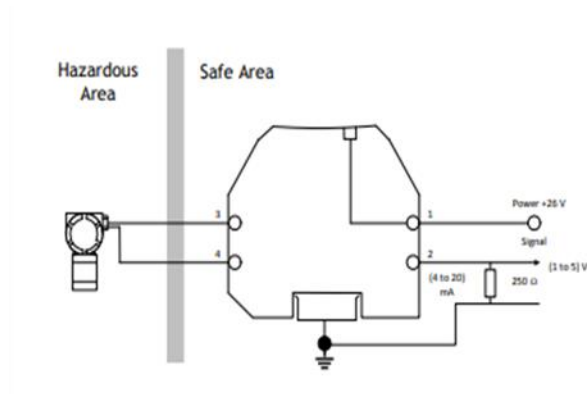 Hazardous
Area
Safe Area
3
4
1
2
Power +26 V
Signal
(1 to 5) V
(4 to 20)
mA
250 Ω